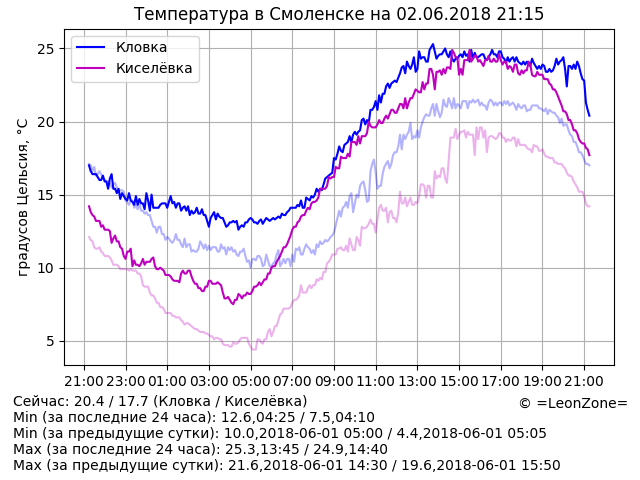 Температура в Смоленске на 02.06.2018 21:15
Кловка
Киселёвка
градусов Цельсия, °C
25
20
15
10
5
21:00 23:00 01:00 03:00 05:00 07:00 09:00 11:00 13:00 15:00 17:00 19:00 21:00
Сейчас: 20.4 / 17.7 (Кловка / Киселёвка)
© =LeonZone=
Min (за последние 24 часа): 12.6,04:25 / 7.5,04:10
Min (за предыдущие сутки): 10.0,2018-06-01 05:00 / 4.4,2018-06-01 05:05
Max (за последние 24 часа): 25.3,13:45 / 24.9,14:40
Max (за предыдущие сутки): 21.6,2018-06-01 14:30 / 19.6,2018-06-01 15:50